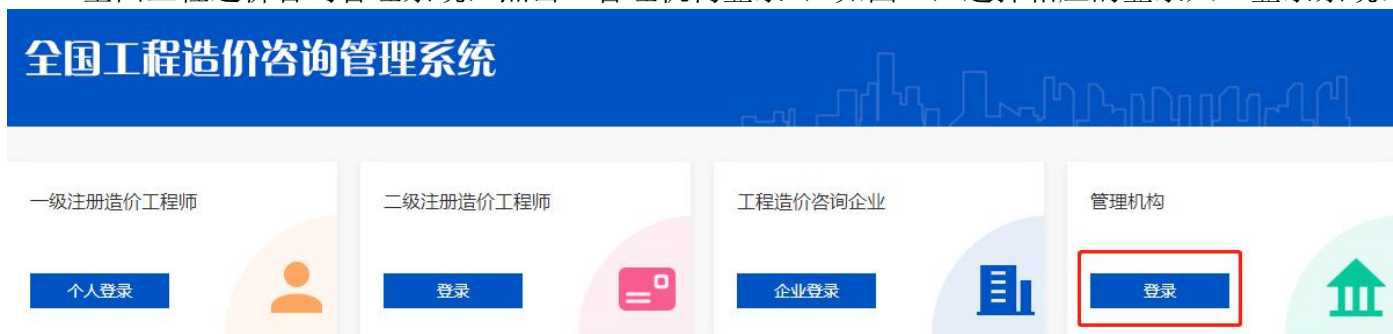 全国工程造价咨询管理系统
一级注册造价工程师
二级注册造价工程师
工程造价咨询企业
管理机构
个人登录
登录
企业登录
登录